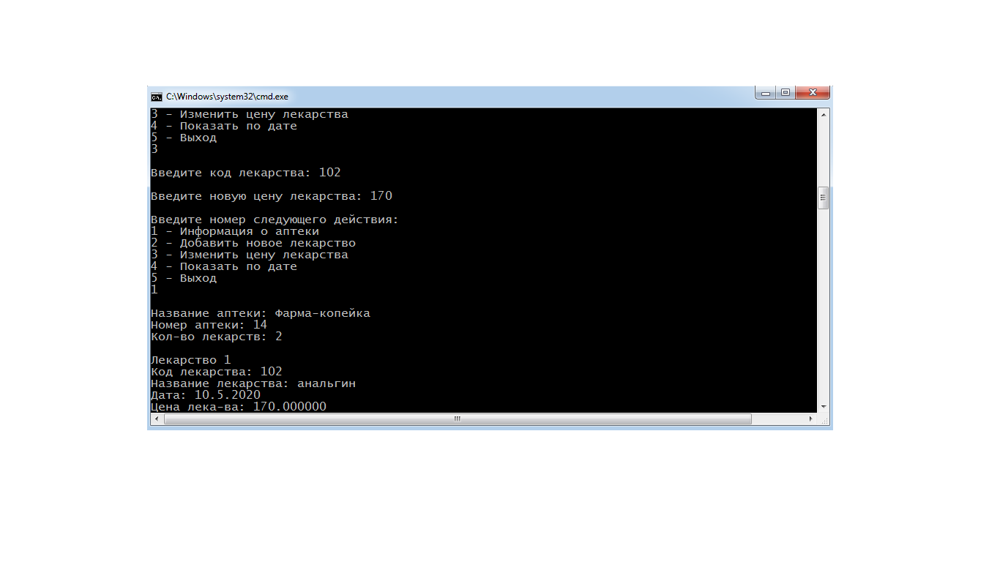 C:\Windows\system32\cmd.exe
3 - Изменить цену лекарства
4 - Показать по дате
5 - Выход
3
Введите код лекарства: 102
Введите новую цену лекарства: 170
Введите номер следующего действия:
1 - Информация о аптеки
2 - Добавить новое лекарство
3 - Изменить цену лекарства
4 - Показать по дате
5 - Выход
1
Название аптеки: Фарма-копейка
Номер аптеки: 14
Кол-во лекарств: 2
Лекарство 1
Код лекарства: 102
Название лекарства: анальгин
Дата: 10.5.2020
Цена лека-ва: 170.000000